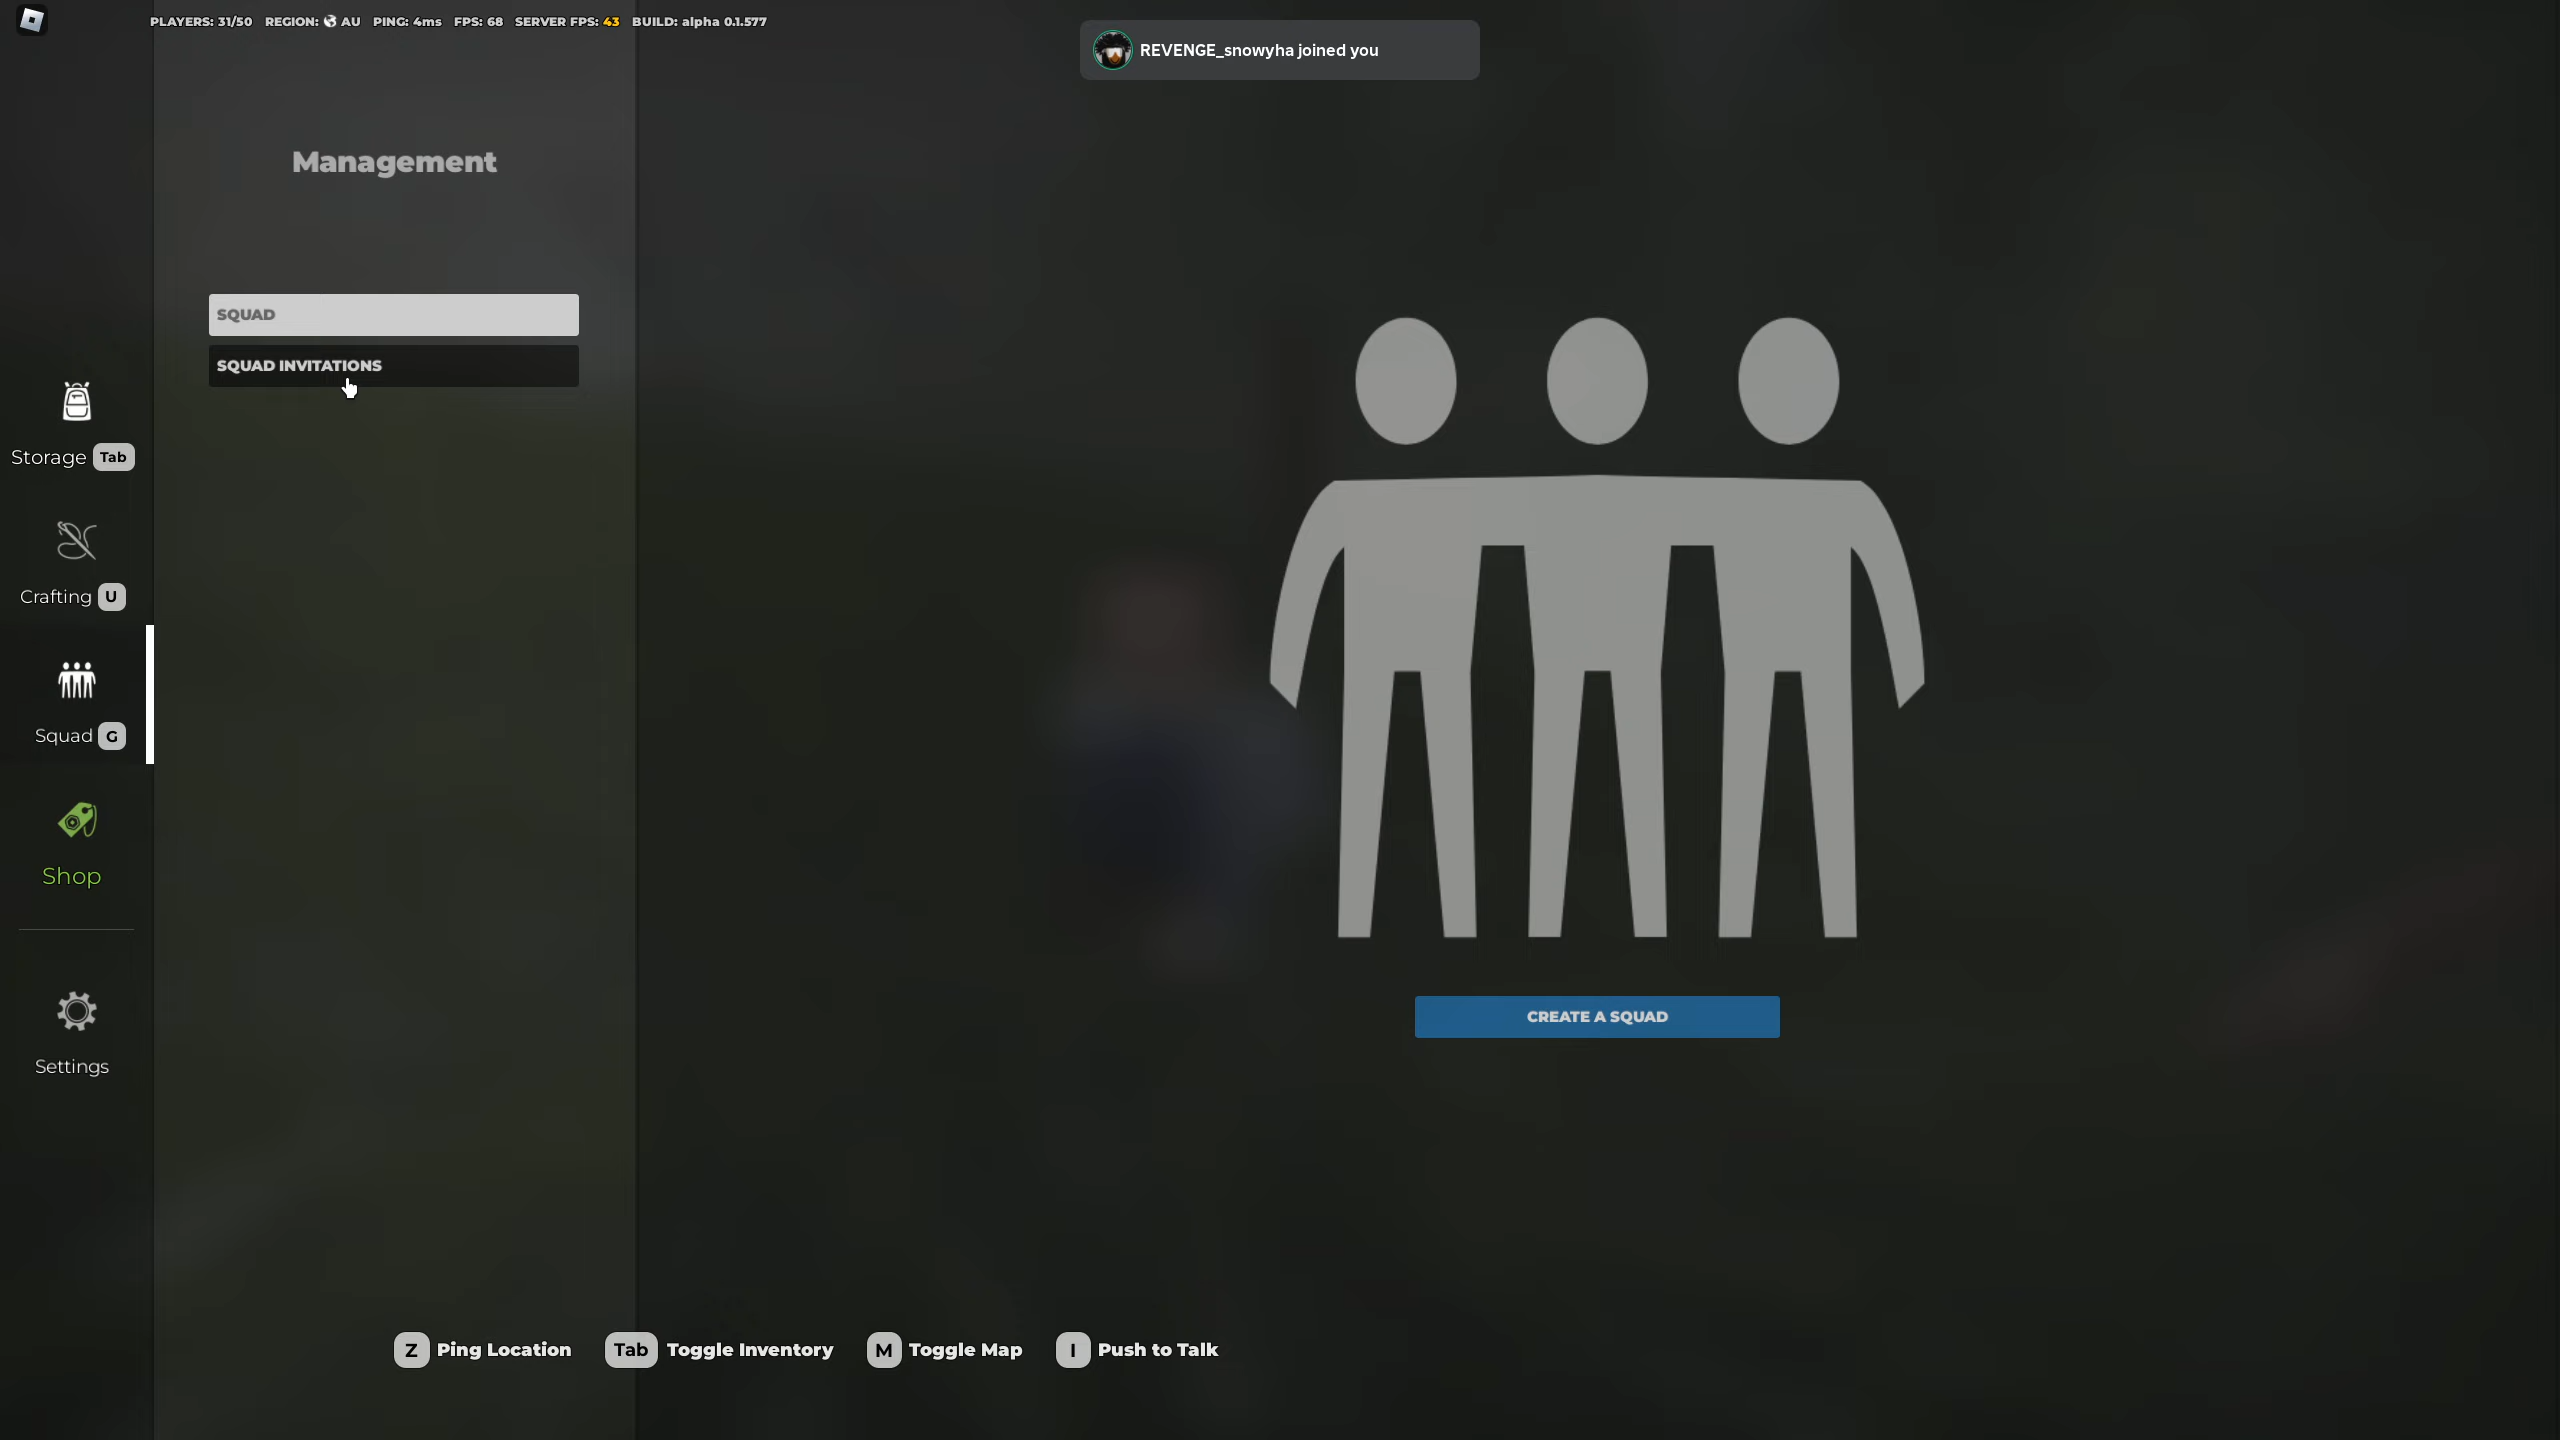 PLAYERS: 31/50 REGION: AU PING: 4ms FPS: 68 SERVER FPS: 43 BUILD: alpha 0.1.577
REVENGE_snowyha joined you
Management
SQUAD
SQUAD INVITATIONS
Storage Tab
Crafting U
Squad G
Shop
Settings
CREATE A SQUAD
Z Ping Location Tab Toggle Inventory M Toggle Map I Push to Talk